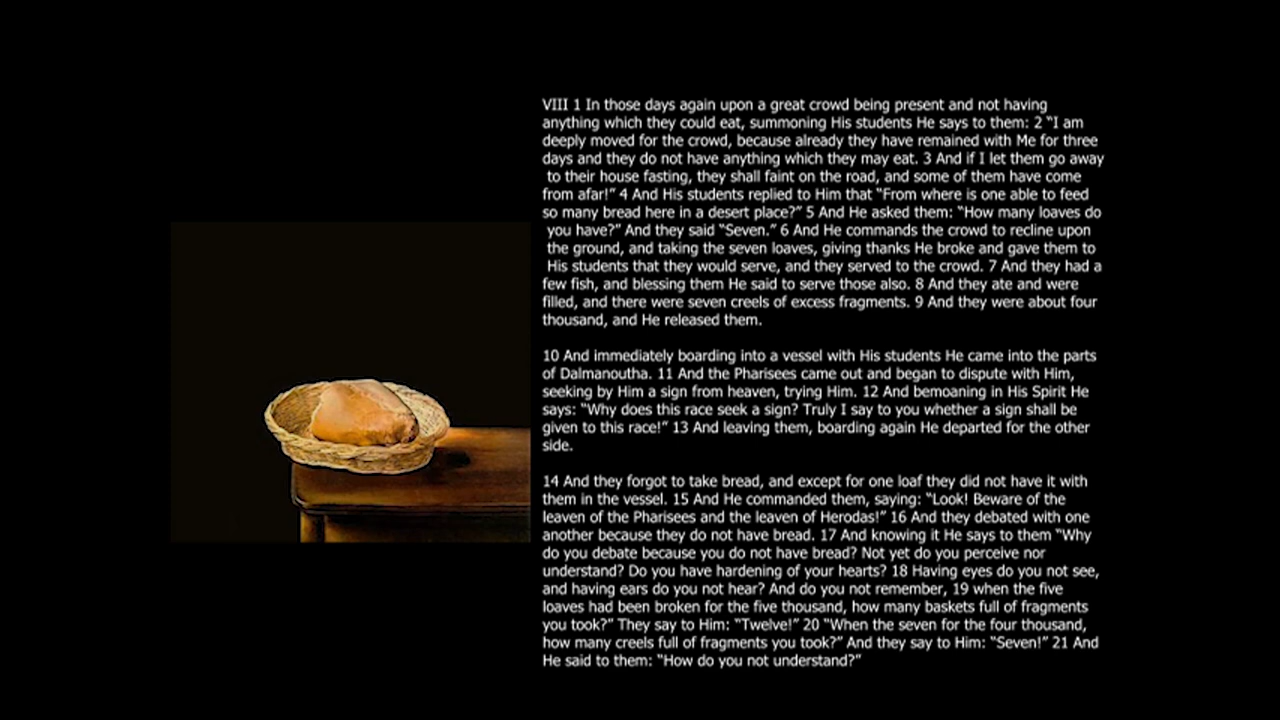 VIII 1 In those days again upon a great crowd being present and not having
anything which they could eat, summoning His students He says to them: 2 “I am
deeply moved for the crowd, because already they have remained with Me for three
days and they do not have anything which they may eat. 3 And if I let them go away
to their house fasting, they shall faint on the road, and some of them have come
from afar!” 4 And His students replied to Him that “From where is one able to feed
so many bread here in a desert place?” 5 And He asked them: “How many loaves do
you have?” And they said “Seven.” 6 And He commands the crowd to recline upon
the ground, and taking the seven loaves, giving thanks He broke and gave them to
His students that they would serve, and they served to the crowd. 7 And they had a
few fish, and blessing them He said to serve those also. 8 And they ate and were
filled, and there were seven creels of excess fragments. 9 And they were about four
thousand, and He released them.
10 And immediately boarding into a vessel with His students He came into the parts
of Dalmanoutha. 11 And the Pharisees came out and began to dispute with Him,
seeking by Him a sign from heaven, trying Him. 12 And bemoaning in His Spirit He
says: “Why does this race seek a sign? Truly I say to you whether a sign shall be
given to this race!” 13 And leaving them, boarding again He departed for the other
side.
14 And they forgot to take bread, and except for one loaf they did not have it with
them in the vessel. 15 And He commanded them, saying: “Look! Beware of the
leaven of the Pharisees and the leaven of Herodas!” 16 And they debated with one
another because they do not have bread. 17 And knowing it He says to them “Why
do you debate because you do not have bread? Not yet do you perceive nor
understand? Do you have hardening of your hearts? 18 Having eyes do you not see,
and having ears do you not hear? And do you not remember, 19 when the five
loaves had been broken for the five thousand, how many baskets full of fragments
you took?” They say to Him: “Twelve!” 20 “When the seven for the four thousand,
how many creels full of fragments you took?” And they say to Him: “Seven!” 21 And
He said to them: “How do you not understand?”